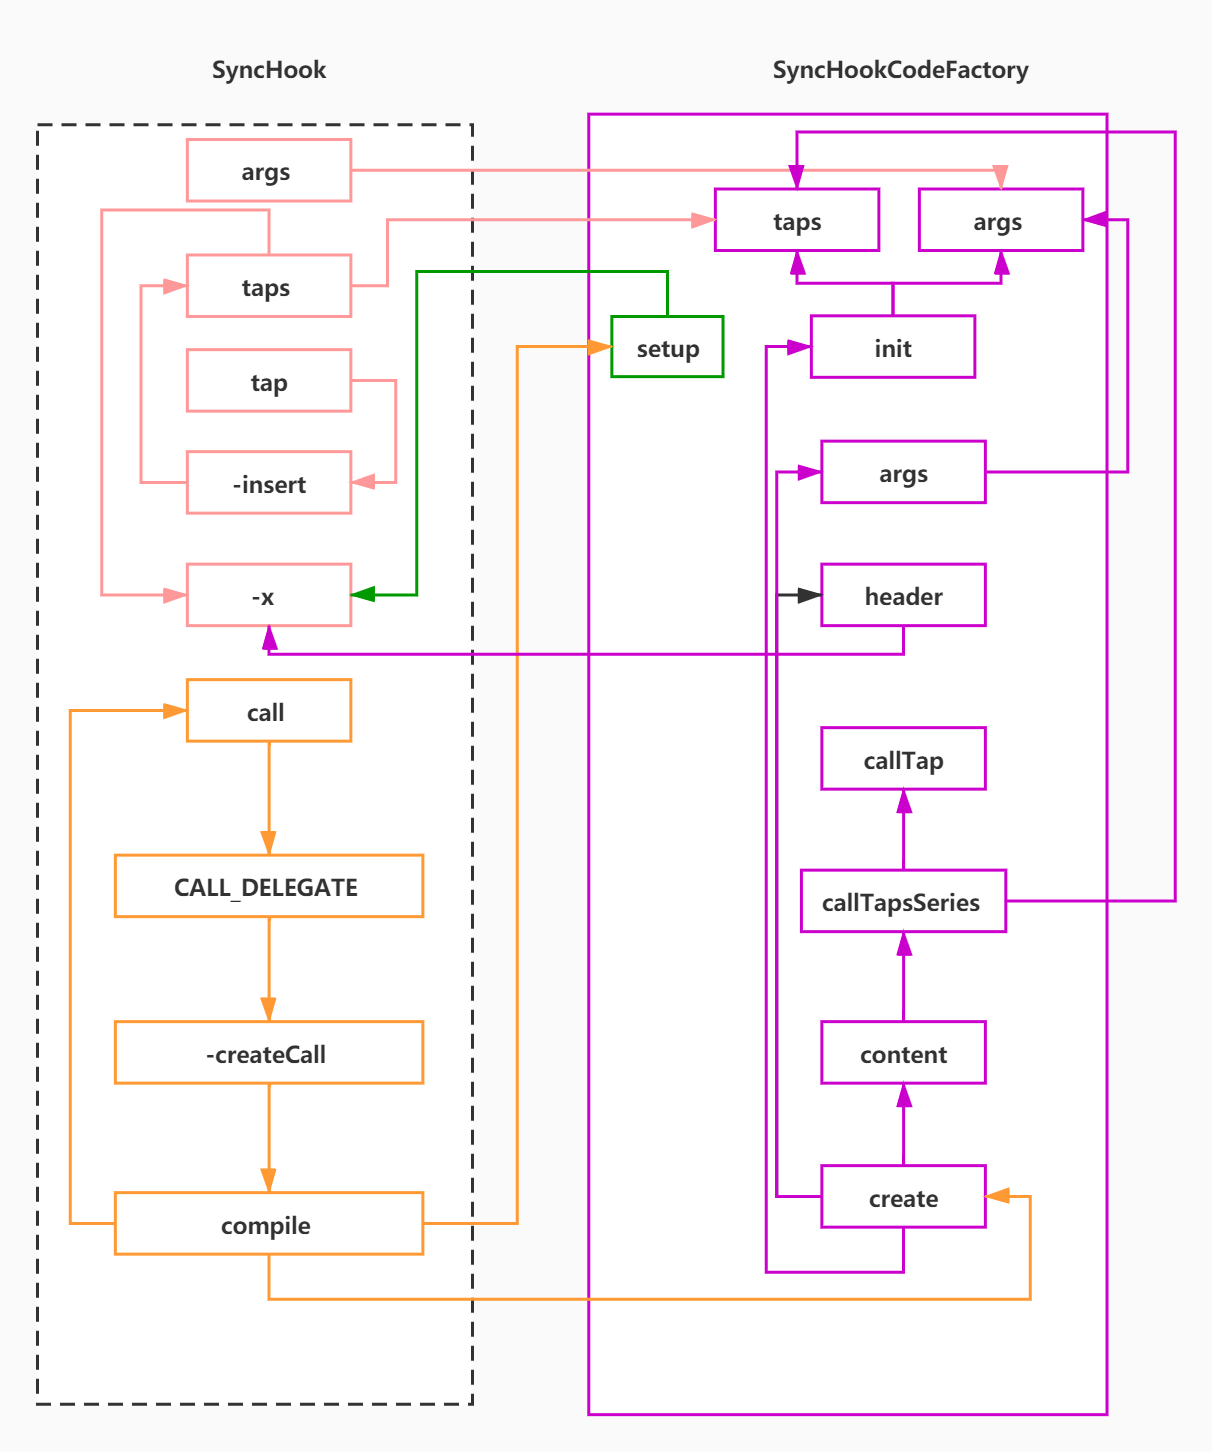 SyncHook
args
taps
tap
-insert
-x
call
CALL_DELEGATE
-createCall
compile
SyncHookCodeFactory
taps
args
setup
init
args
header
callTap
callTapsSeries
content
create